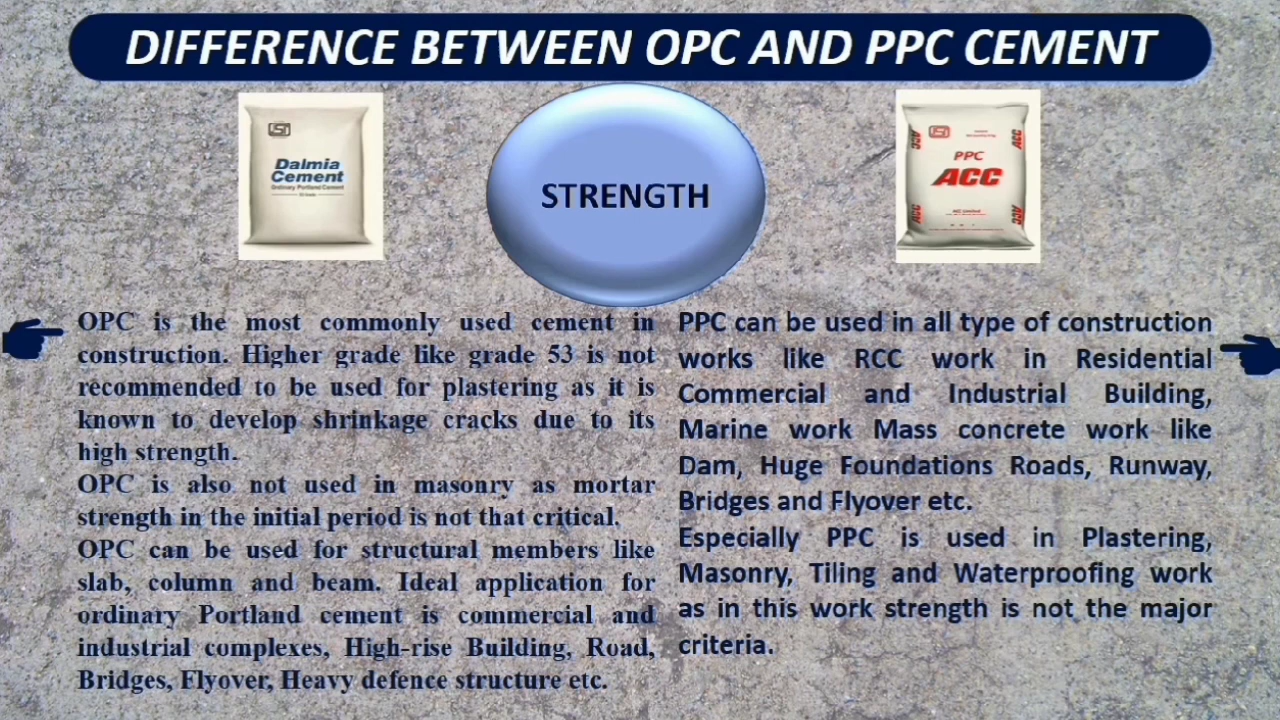 DIFFERENCE BETWEEN OPC AND PPC CEMENT
Dalmia
Cement
Ordinary Portland Cement
STRENGTH
PPC
ACC
ACC
ACC
ACC
ACC
OPC is the most commonly used cement in
construction. Higher grade like grade 53 is not
recommended to be used for plastering as it is
known to develop shrinkage cracks due to its
high strength.
OPC is also not used in masonry as mortar
strength in the initial period is not that critical.
OPC can be used for structural members like
slab, column and beam. Ideal application for
ordinary Portland cement is commercial and
industrial complexes, High-rise Building, Road,
Bridges, Flyover, Heavy defence structure etc.
PPC can be used in all type of construction
works like RCC work in Residential
Commercial and Industrial Building,
Marine work Mass concrete work like
Dam, Huge Foundations Roads, Runway,
Bridges and Flyover etc.
Especially PPC is used in Plastering,
Masonry, Tiling and Waterproofing work
as in this work strength is not the major
criteria.